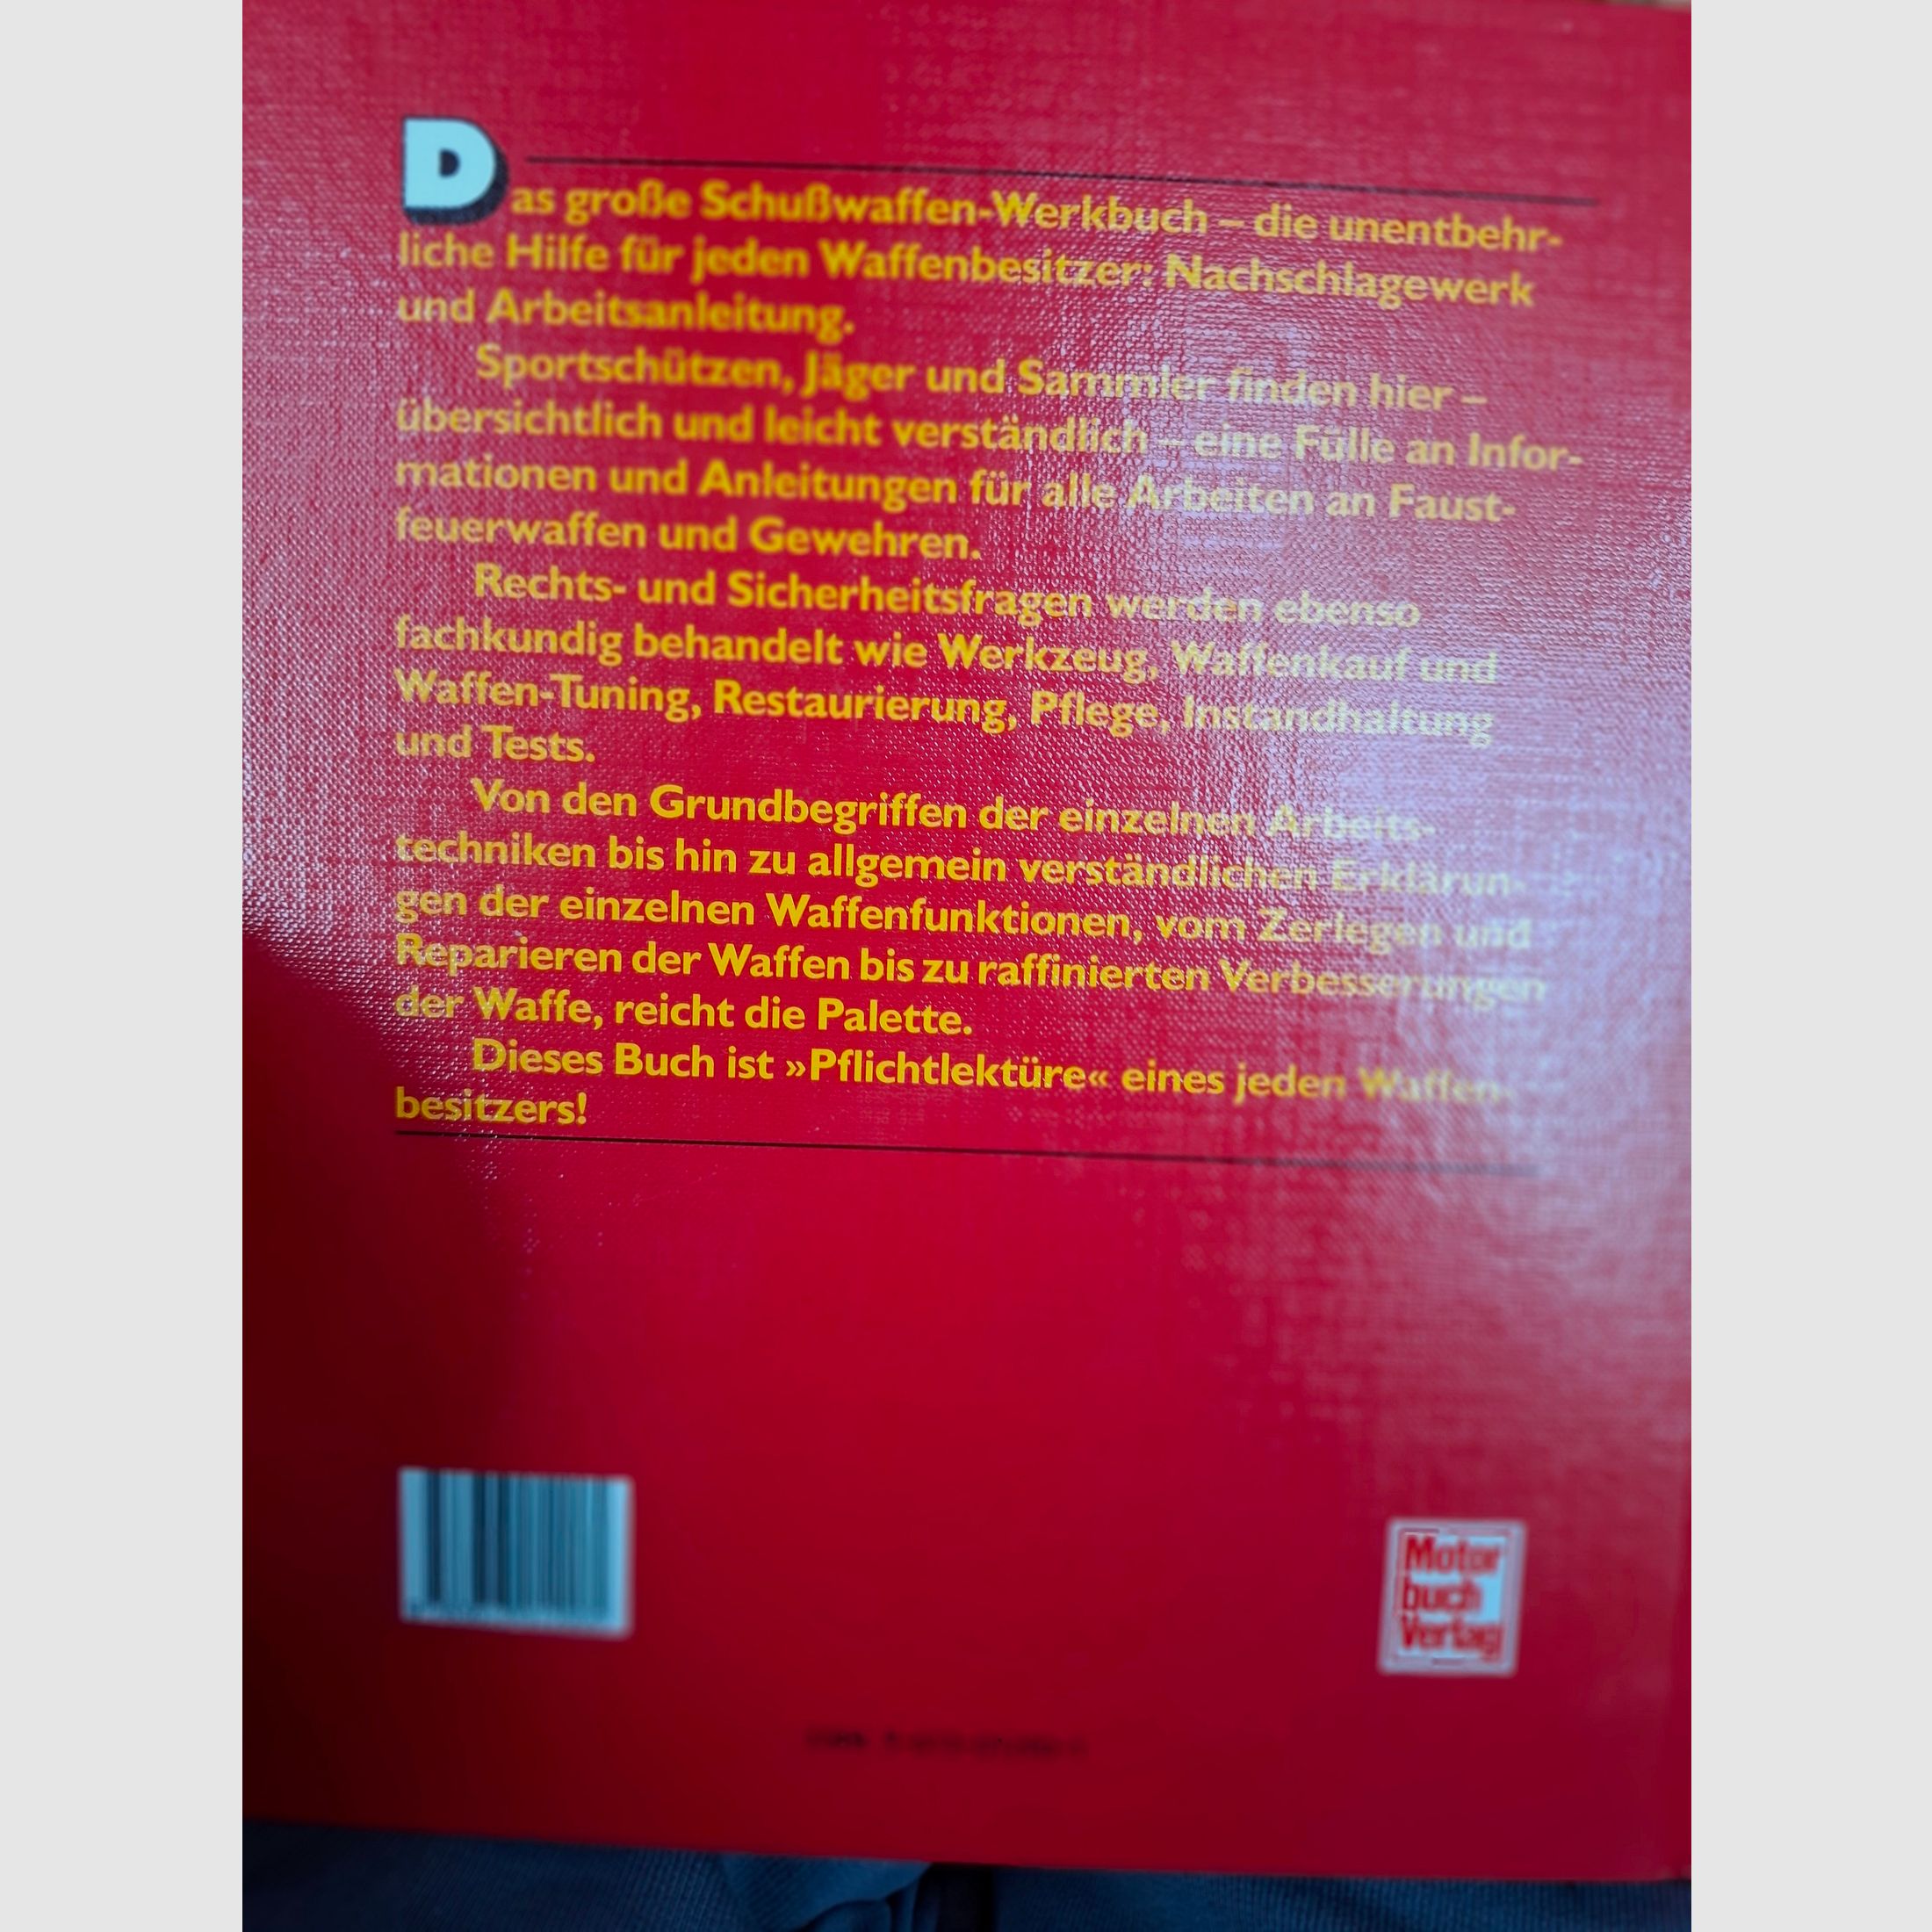 Das große Schußwaffen-Werkbuch – die unentbehr-
liche Hilfe für jeden Waffenbesitzer: Nachschlagewerk
und Arbeitsanleitung.
Sportschützen, Jäger und Sammler finden hier –
übersichtlich und leicht verständlich – eine Fülle an Infor-
mationen und Anleitungen für alle Arbeiten an Faust-
feuerwaffen und Gewehren.
Rechts- und Sicherheitsfragen werden ebenso
fachkundig behandelt wie Werkzeug, Waffenkauf und
Waffen-Tuning, Restaurierung, Pflege, Instandhaltung
und Tests.
Von den Grundbegriffen der einzelnen Arbeits-
techniken bis hin zu allgemein verständlichen Erklärun-
gen der einzelnen Waffenfunktionen, vom Zerlegen und
Reparieren der Waffen bis zu raffinierten Verbesserungen
der Waffe, reicht die Palette.
Dieses Buch ist »Pflichtlektüre« eines jeden Waffen-
besitzers!
Motor
buch
Verlag
ISBN